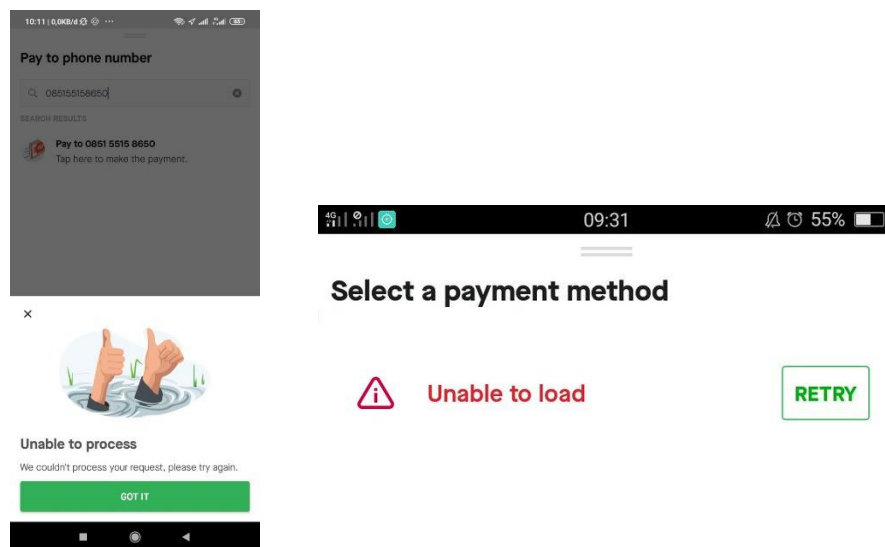 10:11 | 0,0KB/d
65
Pay to phone number
085155158650
SEARCH RESULTS
Pay to 0851 5515 8650
Tap here to make the payment.
Unable to process
We couldn't process your request, please try again.
GOT IT
4G 09:31 55%
Select a payment method
Unable to load
RETRY